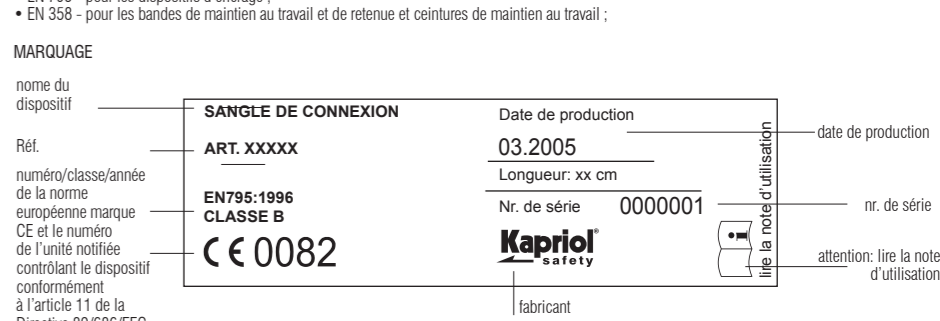 • EN 358 - pour les bandes de maintien au travail et de retenue et ceintures de maintien au travail ;
MARQUAGE
nome du
dispositif
Réf.
numéro/classe/année
de la norme
européenne marque
CE et le numéro
de l'unité notifiée
contrôlant le dispositif
conformément
à l'article 11 de la
SANGLE DE CONNEXION
ART. XXXXX
EN795:1996
CLASSE B
CE 0082
Date de production
03.2005
Longueur: xx cm
Nr. de série 0000001
Kapriol®
safety
lire la note d'utilisation
date de production
nr. de série
attention: lire la note
d'utilisation
fabricant